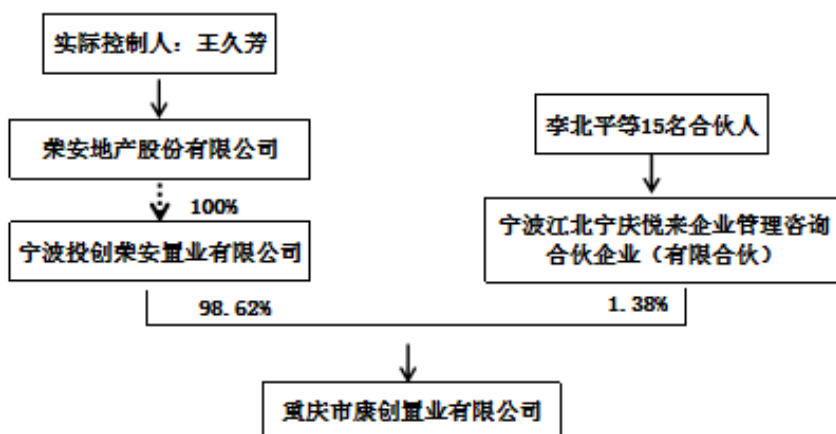 实际控制人：王久芳
荣安地产股份有限公司
100%
宁波投创荣安置业有限公司
98.62%
李北平等15名合伙人
宁波江北宁庆悦来企业管理咨询
合伙企业（有限合伙）
1.38%
重庆市康创置业有限公司